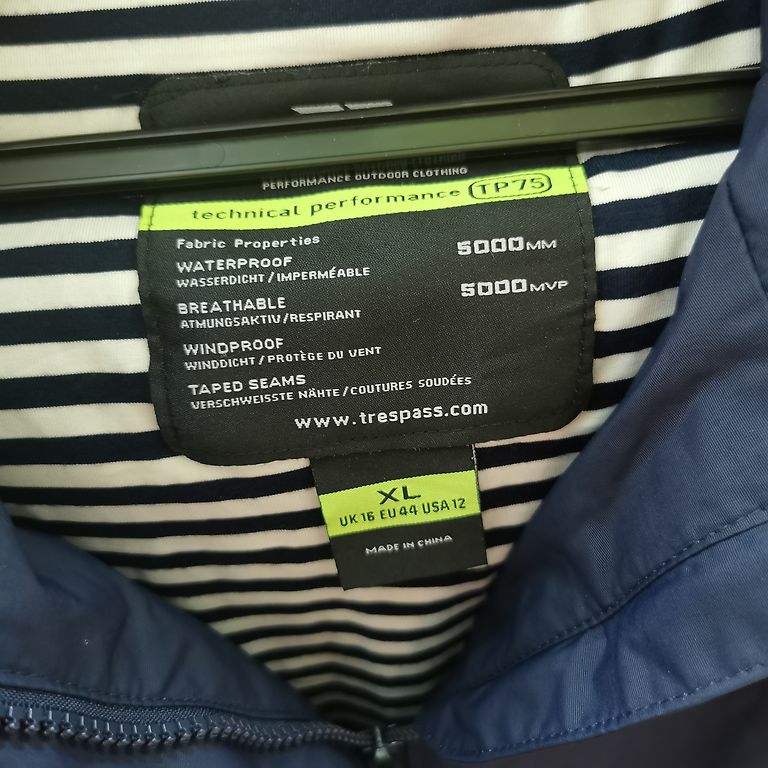 PERFORMANCE OUTDOOR CLOTHING
technical performance TP75
Fabric Properties
WATERPROOF 5000MM
WASSERDICHT/IMPERMÉABLE
BREATHABLE 5000MVP
ATMUNGSAKTIV/RESPIRANT
WINDPROOF
WINDDICHT/PROTÈGE DU VENT
TAPED SEAMS
VERSCHWEISSTE NÄHTE/COUTURES SOUDÉES
www.trespass.com
XL
UK 16 EU 44 USA 12
MADE IN CHINA